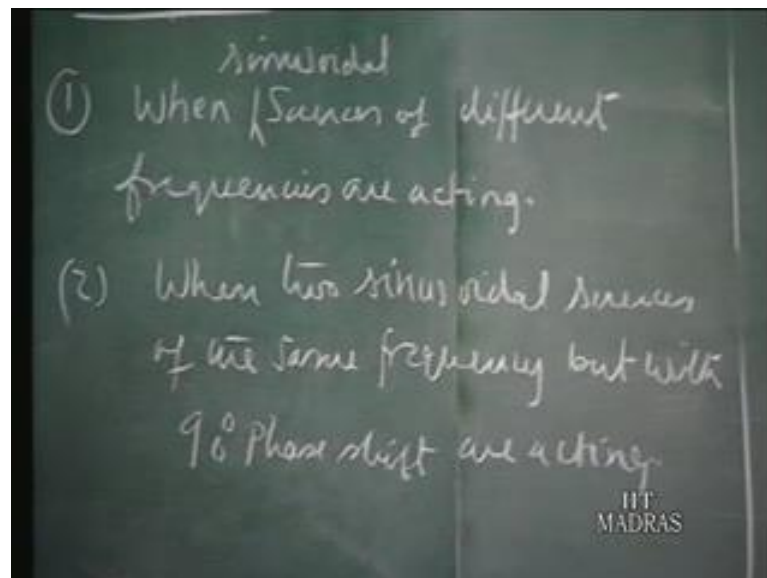 sinusoidal
① When Sources of different
frequencies are acting.
(2) When two sinusoidal sources
of the same frequency but with
90° Phase shift are acting.
IIT
MADRAS